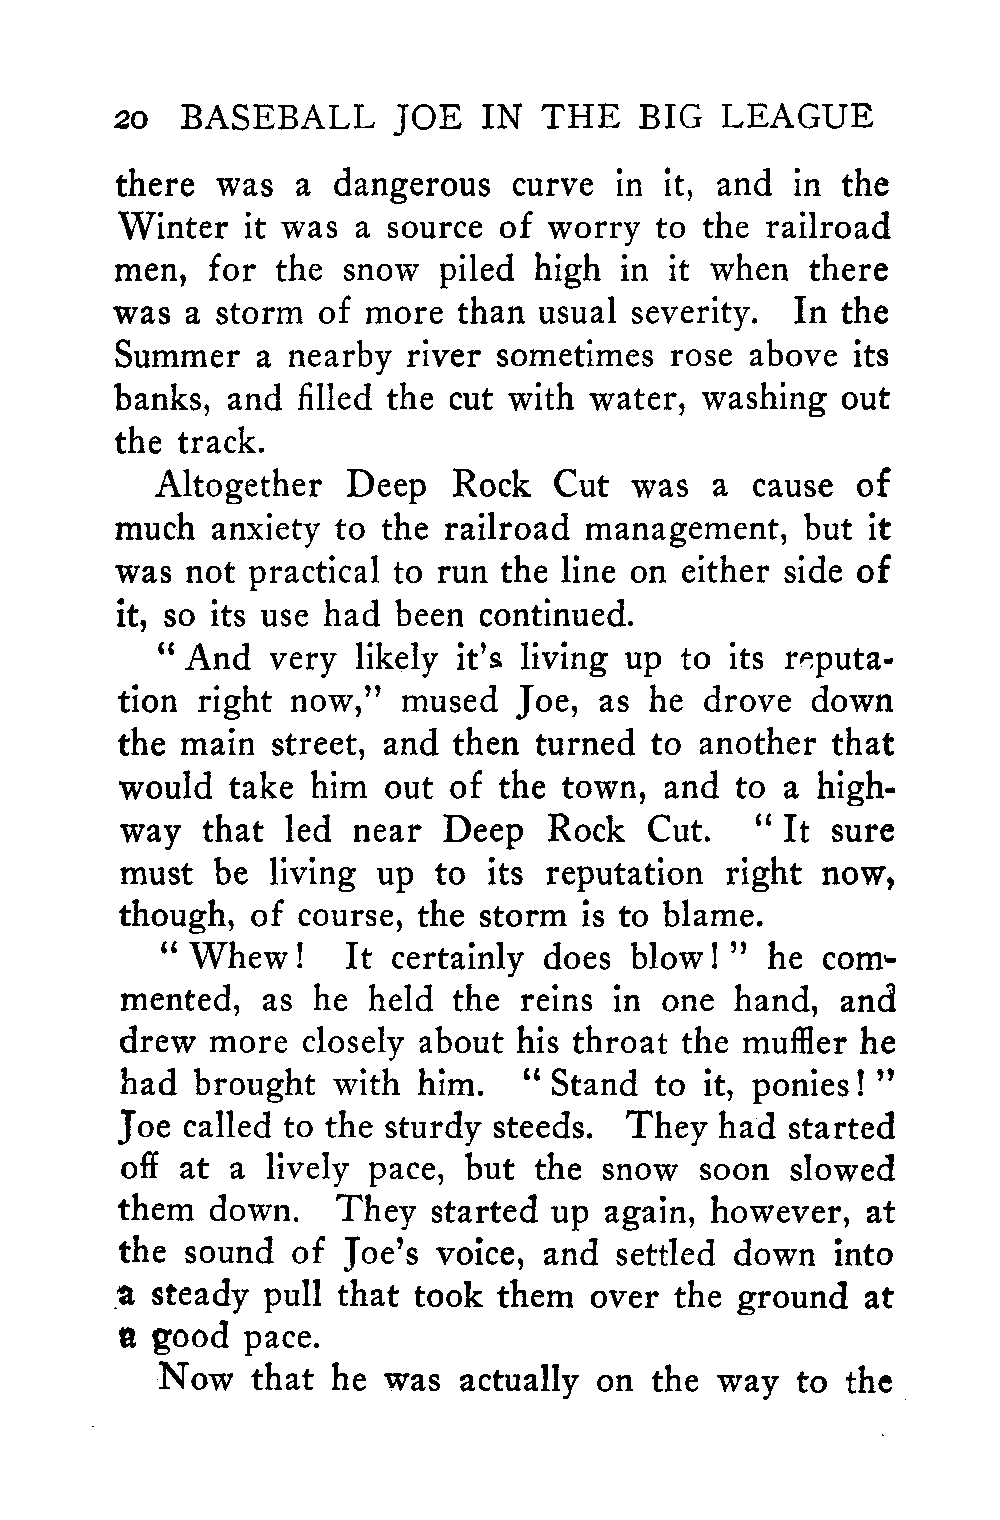 20 BASEBALL JOE IN THE BIG LEAGUE
there was a dangerous curve in it, and in the
Winter it was a source of worry to the railroad
men, for the snow piled high in it when there
was a storm of more than usual severity. In the
Summer a nearby river sometimes rose above its
banks, and filled the cut with water, washing out
the track.
Altogether Deep Rock Cut was a cause of
much anxiety to the railroad management, but it
was not practical to run the line on either side of
it, so its use had been continued.
" And very likely it's living up to its reputa-
tion right now," mused Joe, as he drove down
the main street, and then turned to another that
would take him out of the town, and to a high-
way that led near Deep Rock Cut. " It sure
must be living up to its reputation right now,
though, of course, the storm is to blame.
" Whew! It certainly does blow! " he com-
mented, as he held the reins in one hand, and
drew more closely about his throat the muffler he
had brought with him. " Stand to it, ponies! "
Joe called to the sturdy steeds. They had started
off at a lively pace, but the snow soon slowed
them down. They started up again, however, at
the sound of Joe's voice, and settled down into
a steady pull that took them over the ground at
a good pace.
Now that he was actually on the way to the